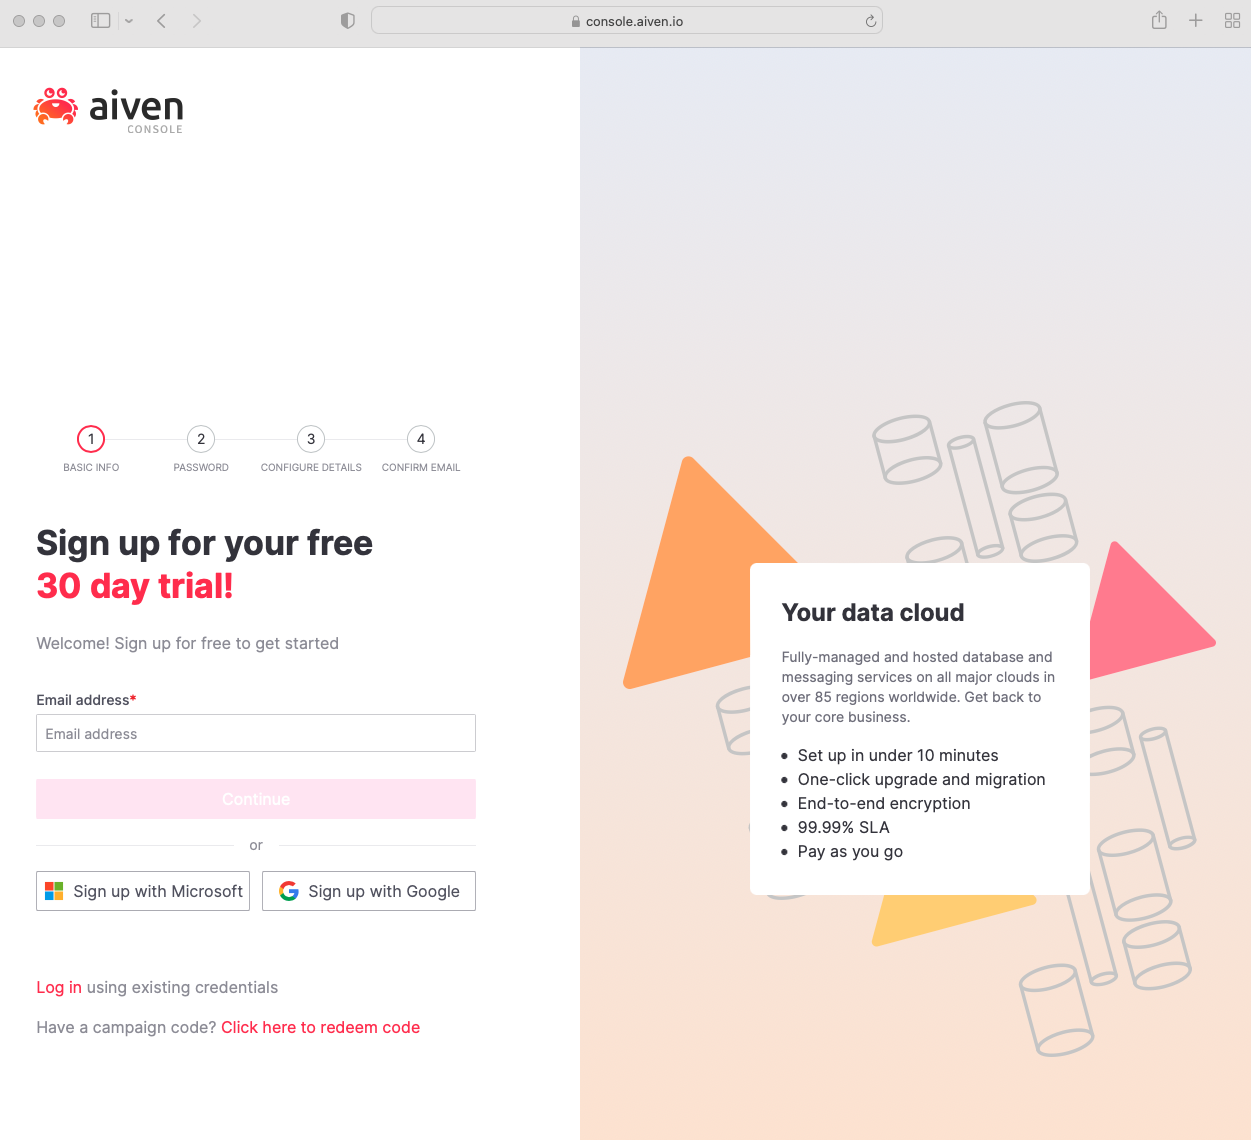 console.aiven.io
aiven
CONSOLE
1
2
3
4
BASIC INFO
PASSWORD
CONFIGURE DETAILS
CONFIRM EMAIL
Sign up for your free
30 day trial!
Welcome! Sign up for free to get started
Email address*
Email address
Continue
or
Sign up with Microsoft
Sign up with Google
Log in using existing credentials
Have a campaign code? Click here to redeem code
Your data cloud
Fully-managed and hosted database and
messaging services on all major clouds in
over 85 regions worldwide. Get back to
your core business.
• Set up in under 10 minutes
• One-click upgrade and migration
• End-to-end encryption
• 99.99% SLA
• Pay as you go